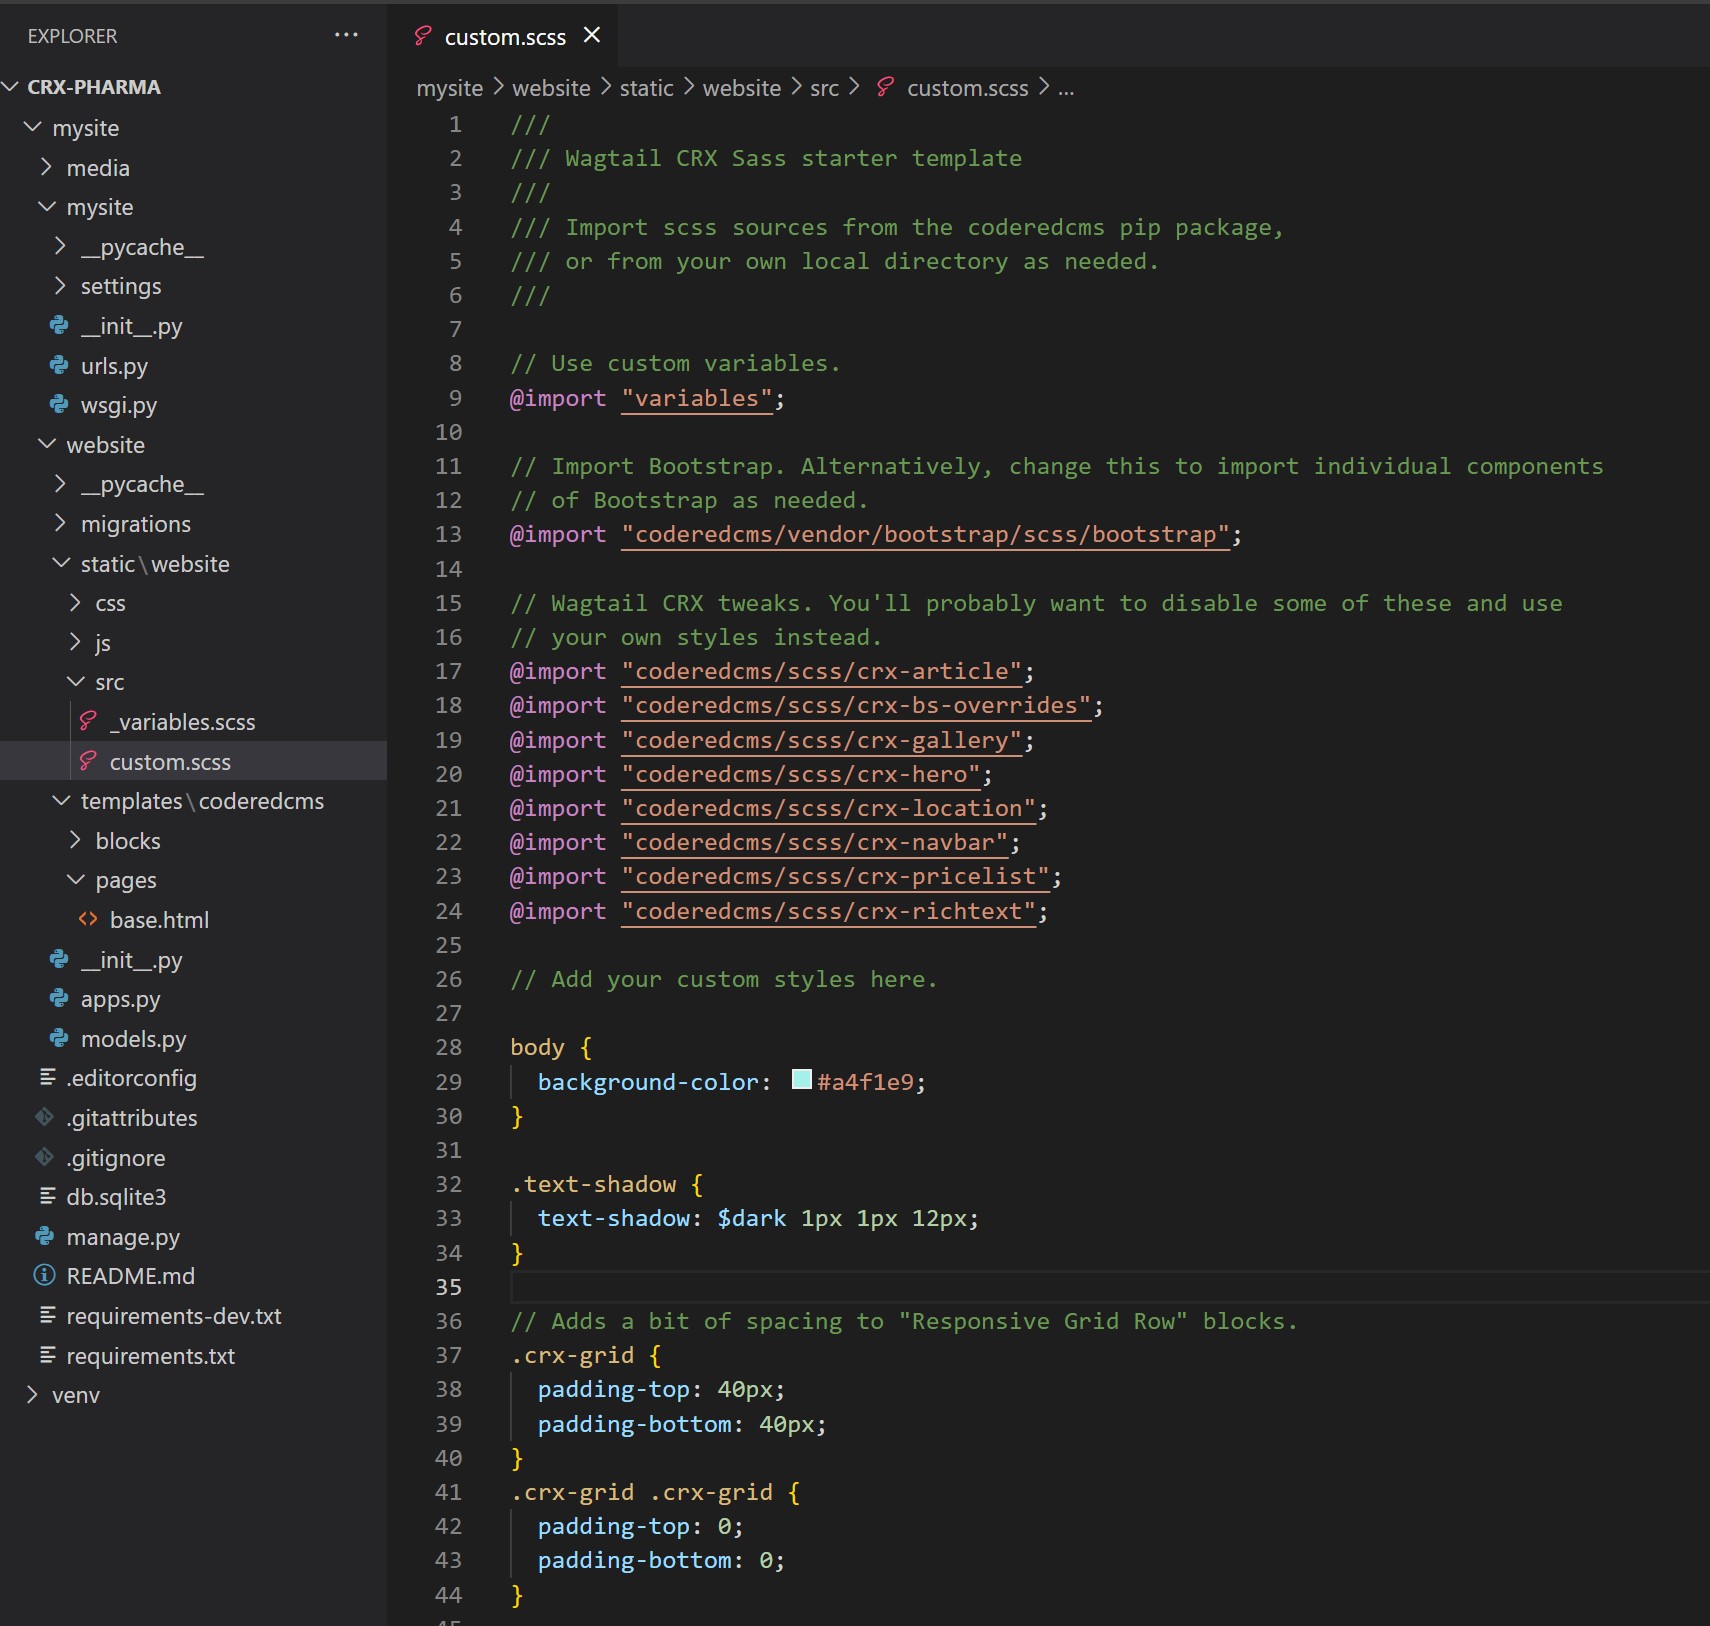 EXPLORER
...
CRX-PHARMA
mysite
media
mysite
__pycache__
settings
__init__.py
urls.py
wsgi.py
website
__pycache__
migrations
static\website
css
js
src
_variables.scss
custom.scss
templates\coderedcms
blocks
pages
<> base.html
__init__.py
apps.py
models.py
.editorconfig
.gitattributes
.gitignore
db.sqlite3
manage.py
README.md
requirements-dev.txt
requirements.txt
venv
custom.scss
mysite > website > static > website > src > custom.scss > ...
1 ///
2 /// Wagtail CRX Sass starter template
3 ///
4 /// Import scss sources from the coderedcms pip package,
5 /// or from your own local directory as needed.
6 ///
7
8 // Use custom variables.
9 @import "variables";
10
11 // Import Bootstrap. Alternatively, change this to import individual components
12 // of Bootstrap as needed.
13 @import "coderedcms/vendor/bootstrap/scss/bootstrap";
14
15 // Wagtail CRX tweaks. You'll probably want to disable some of these and use
16 // your own styles instead.
17 @import "coderedcms/scss/crx-article";
18 @import "coderedcms/scss/crx-bs-overrides";
19 @import "coderedcms/scss/crx-gallery";
20 @import "coderedcms/scss/crx-hero";
21 @import "coderedcms/scss/crx-location";
22 @import "coderedcms/scss/crx-navbar";
23 @import "coderedcms/scss/crx-pricelist";
24 @import "coderedcms/scss/crx-richtext";
25
26 // Add your custom styles here.
27
28 body {
29 background-color: #a4f1e9;
30 }
31
32 .text-shadow {
33 text-shadow: $dark 1px 1px 12px;
34 }
35
36 // Adds a bit of spacing to "Responsive Grid Row" blocks.
37 .crx-grid {
38 padding-top: 40px;
39 padding-bottom: 40px;
40 }
41 .crx-grid .crx-grid {
42 padding-top: 0;
43 padding-bottom: 0;
44 }